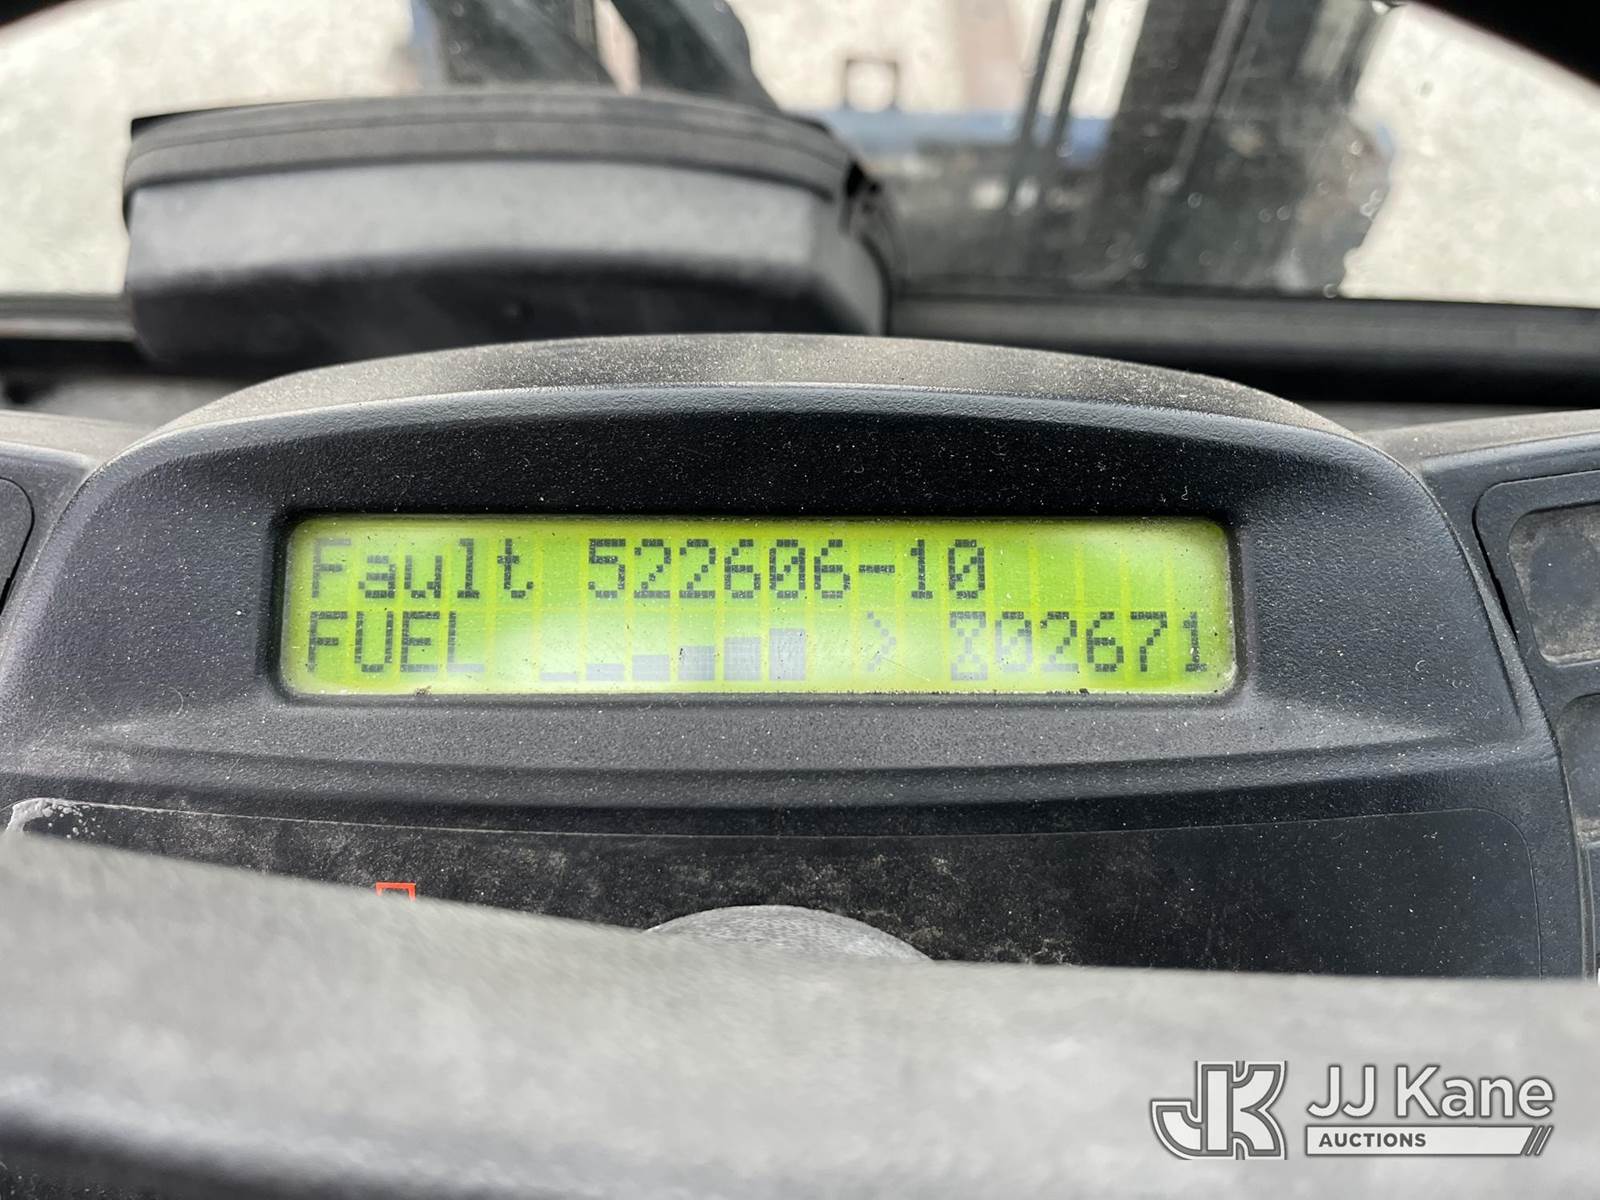 Fault 522606-10
FUEL 02671
JJ Kane
AUCTIONS